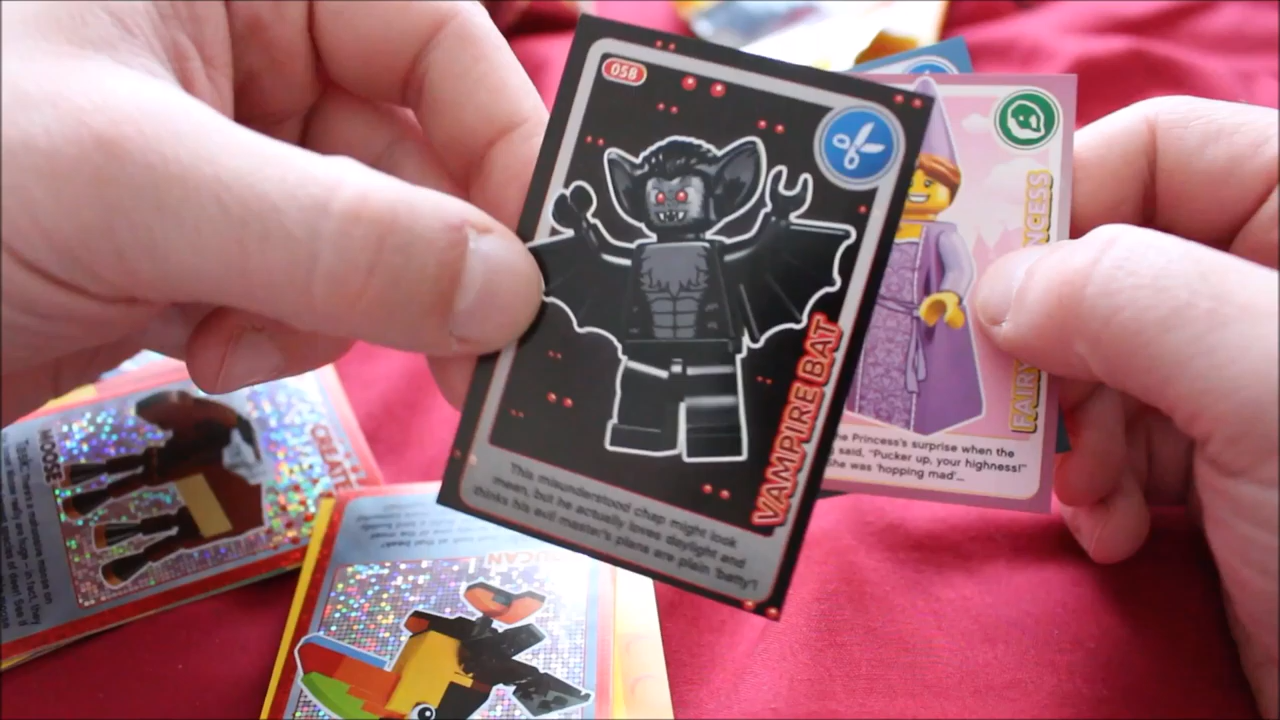 058
VAMPIRE BAT
This misunderstood chap might look
mean, but he actually loves daylight and
thinks his evil master's plans are plain 'batty'!
FAIRY
NCESS
he Princess's surprise when the
said, "Pucker up, your highness!"
She was 'hopping mad'...
MOOSE
CREAT
UCAN